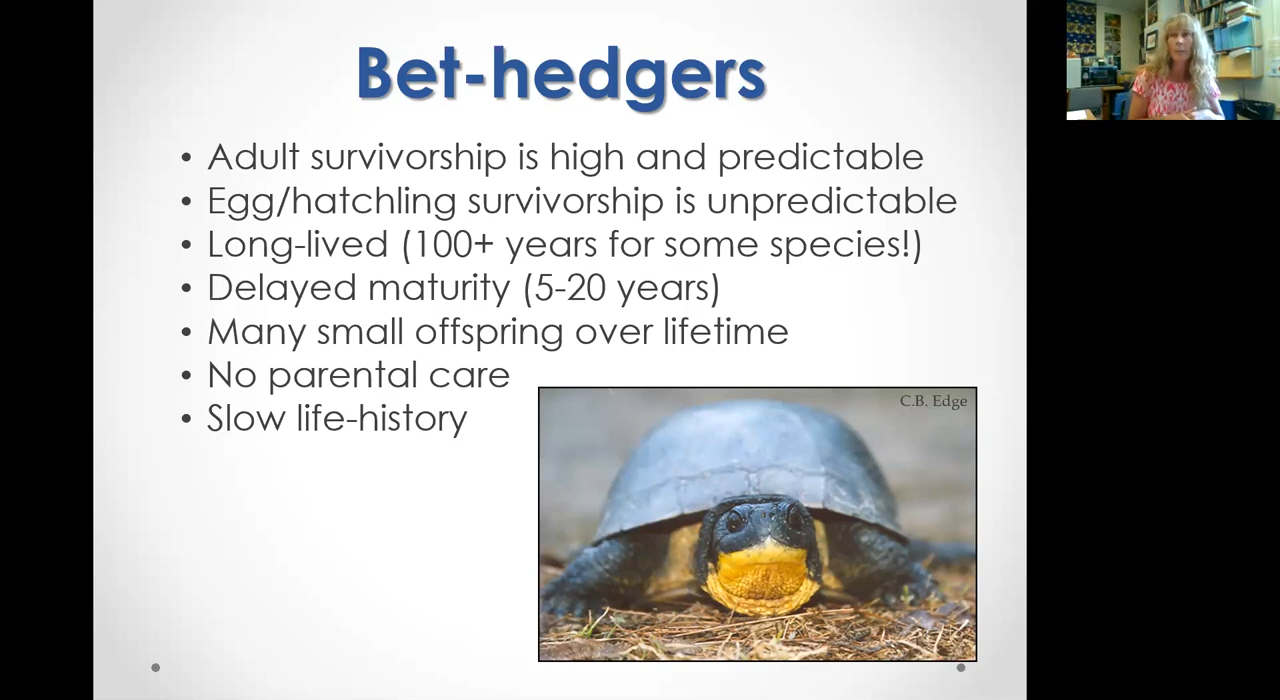 Bet-hedgers
• Adult survivorship is high and predictable
• Egg/hatchling survivorship is unpredictable
• Long-lived (100+ years for some species!)
• Delayed maturity (5-20 years)
• Many small offspring over lifetime
• No parental care
• Slow life-history
C.B. Edge